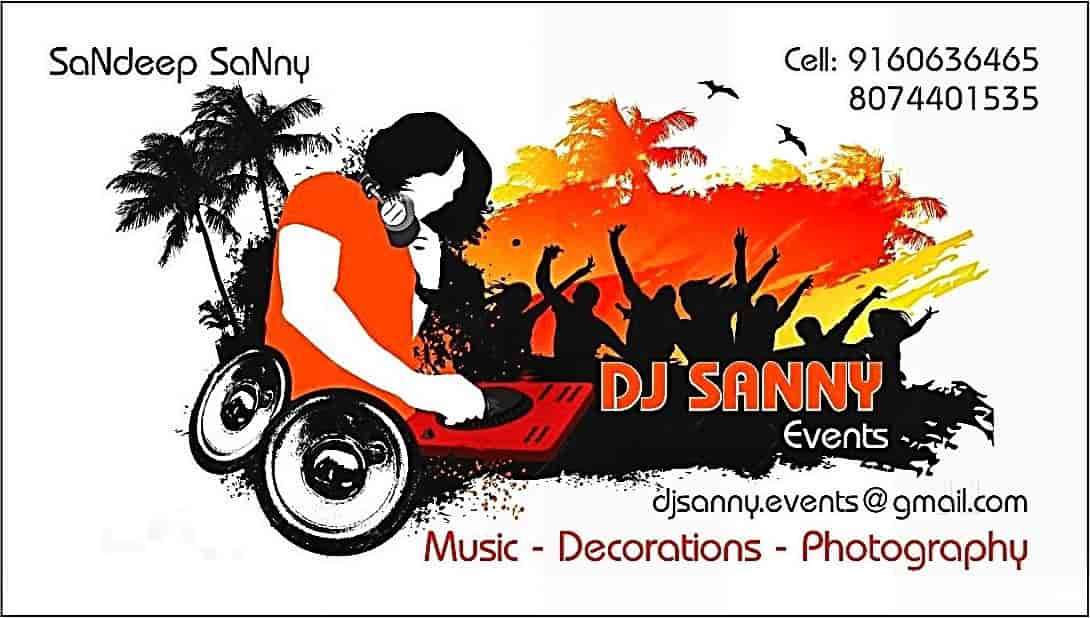 SaNdeep SaNny
Cell: 9160636465
8074401535
DJ SANNY
Events
djsanny.events@gmail.com
Music - Decorations - Photography